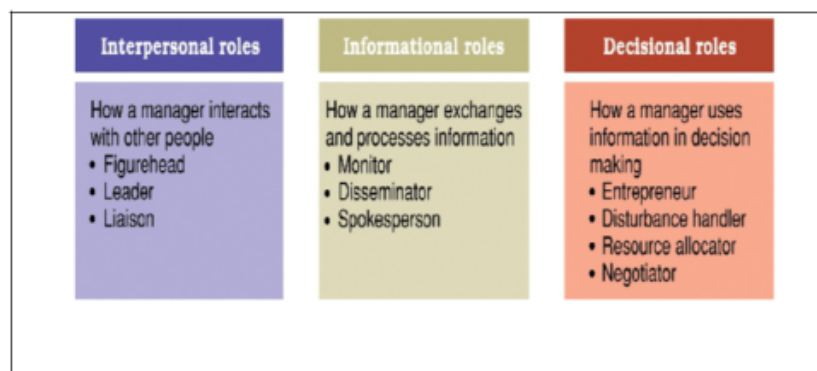 Interpersonal roles
How a manager interacts
with other people
• Figurehead
• Leader
• Liaison
Informational roles
How a manager exchanges
and processes information
• Monitor
• Disseminator
• Spokesperson
Decisional roles
How a manager uses
information in decision
making
• Entrepreneur
• Disturbance handler
• Resource allocator
• Negotiator